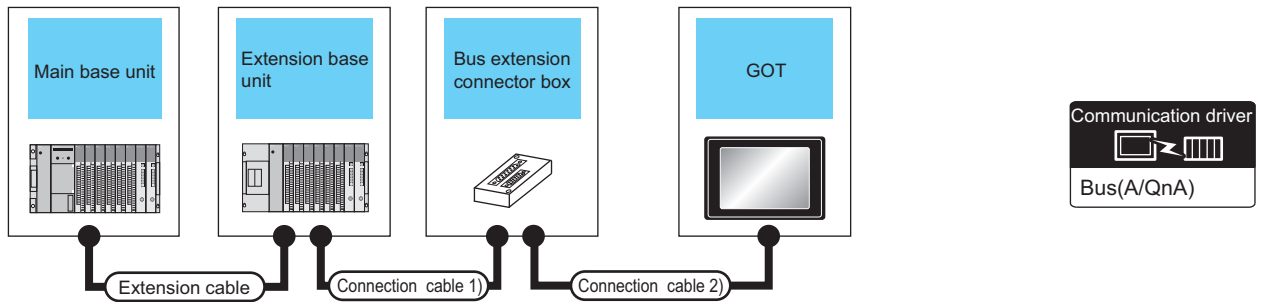 Main base unit
Extension base
unit
Bus extension
connector box
GOT
Communication driver
Bus(A/QnA)
Extension cable
Connection cable 1)
Connection cable 2)